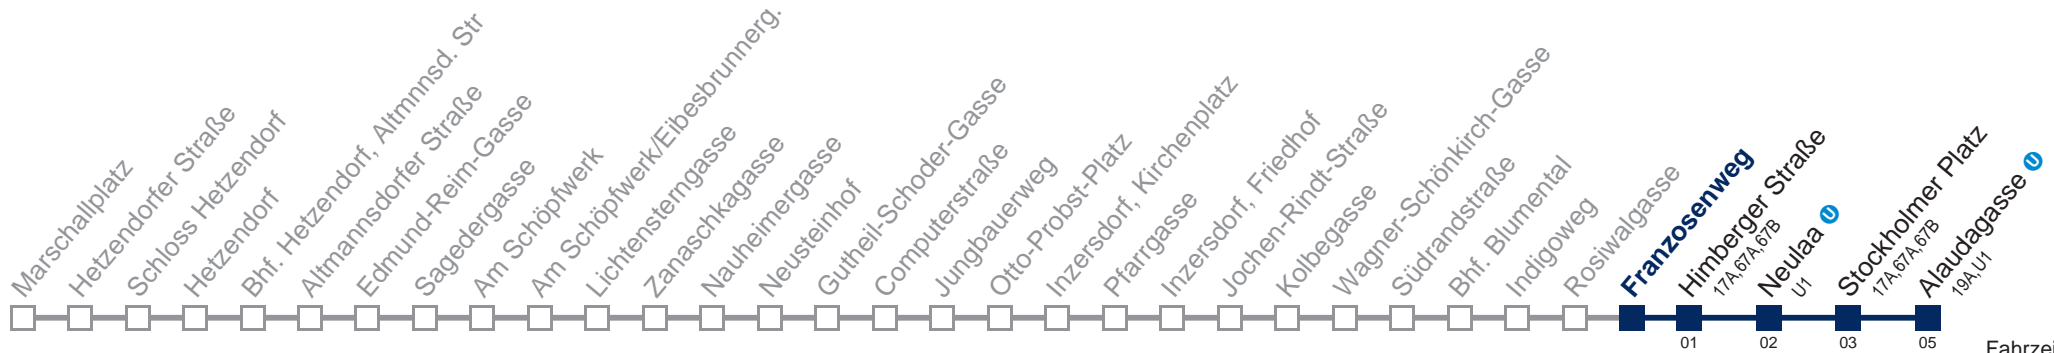 Marschallplatz
Hetzendorfer Straße
Schloss Hetzendorf
Hetzendorf
Bhf. Hetzendorf, Altmnnsd. Str
Altmannsdorfer Straße
Edmund-Reim-Gasse
Sagedergasse
Am Schöpfwerk
Am Schöpfwerk/Eibesbrunnerg.
Lichtensterngasse
Zanaschkagasse
Nauheimergasse
Neusteinhof
Gutheil-Schoder-Gasse
Computerstraße
Jungbauerweg
Otto-Probst-Platz
Inzersdorf, Kirchenplatz
Pfarrgasse
Inzersdorf, Friedhof
Jochen-Rindt-Straße
Kolbegasse
Wagner-Schönkirch-Gasse
Südrandstraße
Bhf. Blumental
Indigoweg
Rosiwalgasse
Franzosenweg
Himberger Straße
17A,67A,67B
Neulaa U
U1
Stockholmer Platz
17A,67A,67B
Alaudagasse U
19A,U1
01 02 03 05